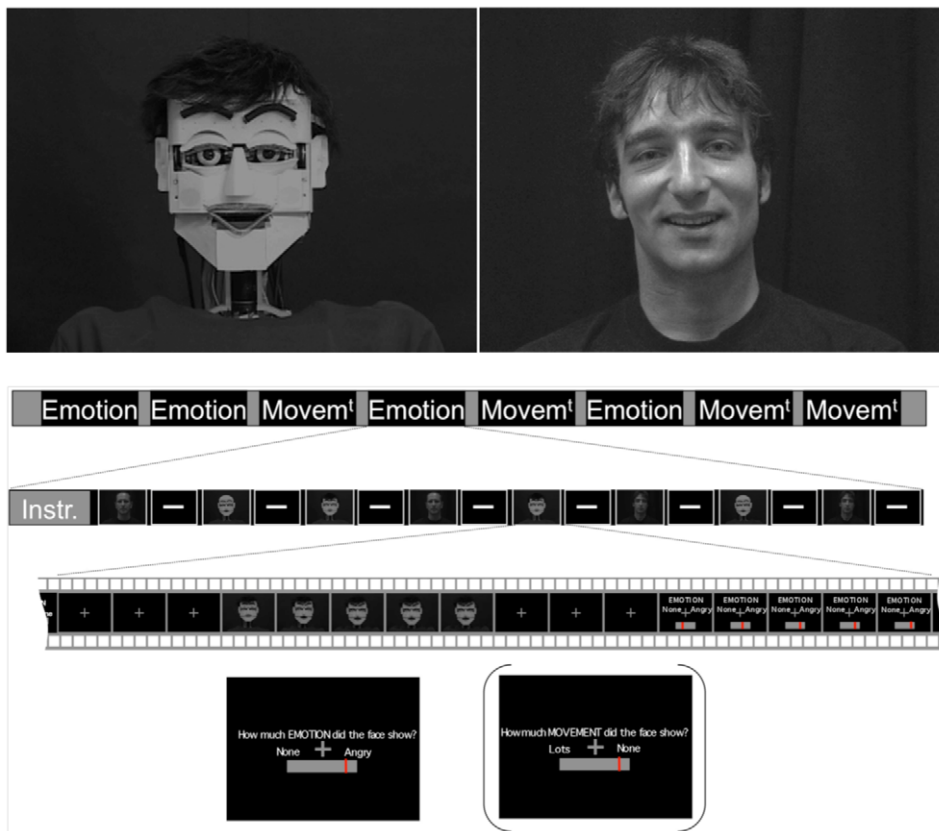 Emotion Emotion Movemᵗ Emotion Movemᵗ Emotion Movemᵗ Movemᵗ
Instr.
EMOTION EMOTION EMOTION EMOTION EMOTION
None Angry None Angry None Angry None Angry None Angry
How much EMOTION did the face show?
None Angry
How much MOVEMENT did the face show?
Lots None